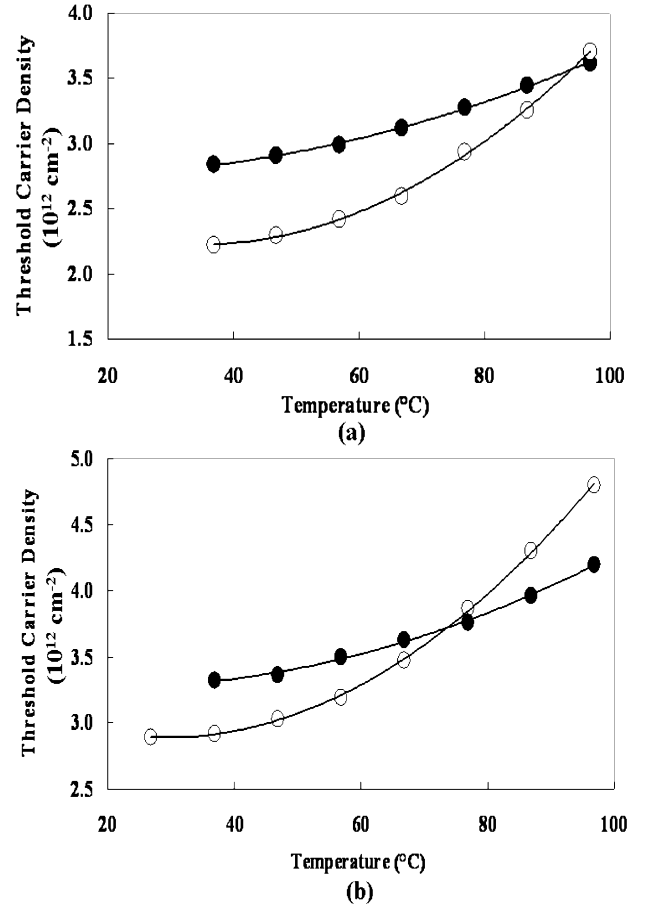 4.0
3.5
3.0
2.5
2.0
1.5
Threshold Carrier Density
(10¹² cm⁻²)
20 40 60 80 100
Temperature (°C)
(a)
5.0
4.5
4.0
3.5
3.0
2.5
Threshold Carrier Density
(10¹² cm⁻²)
20 40 60 80 100
Temperature (°C)
(b)